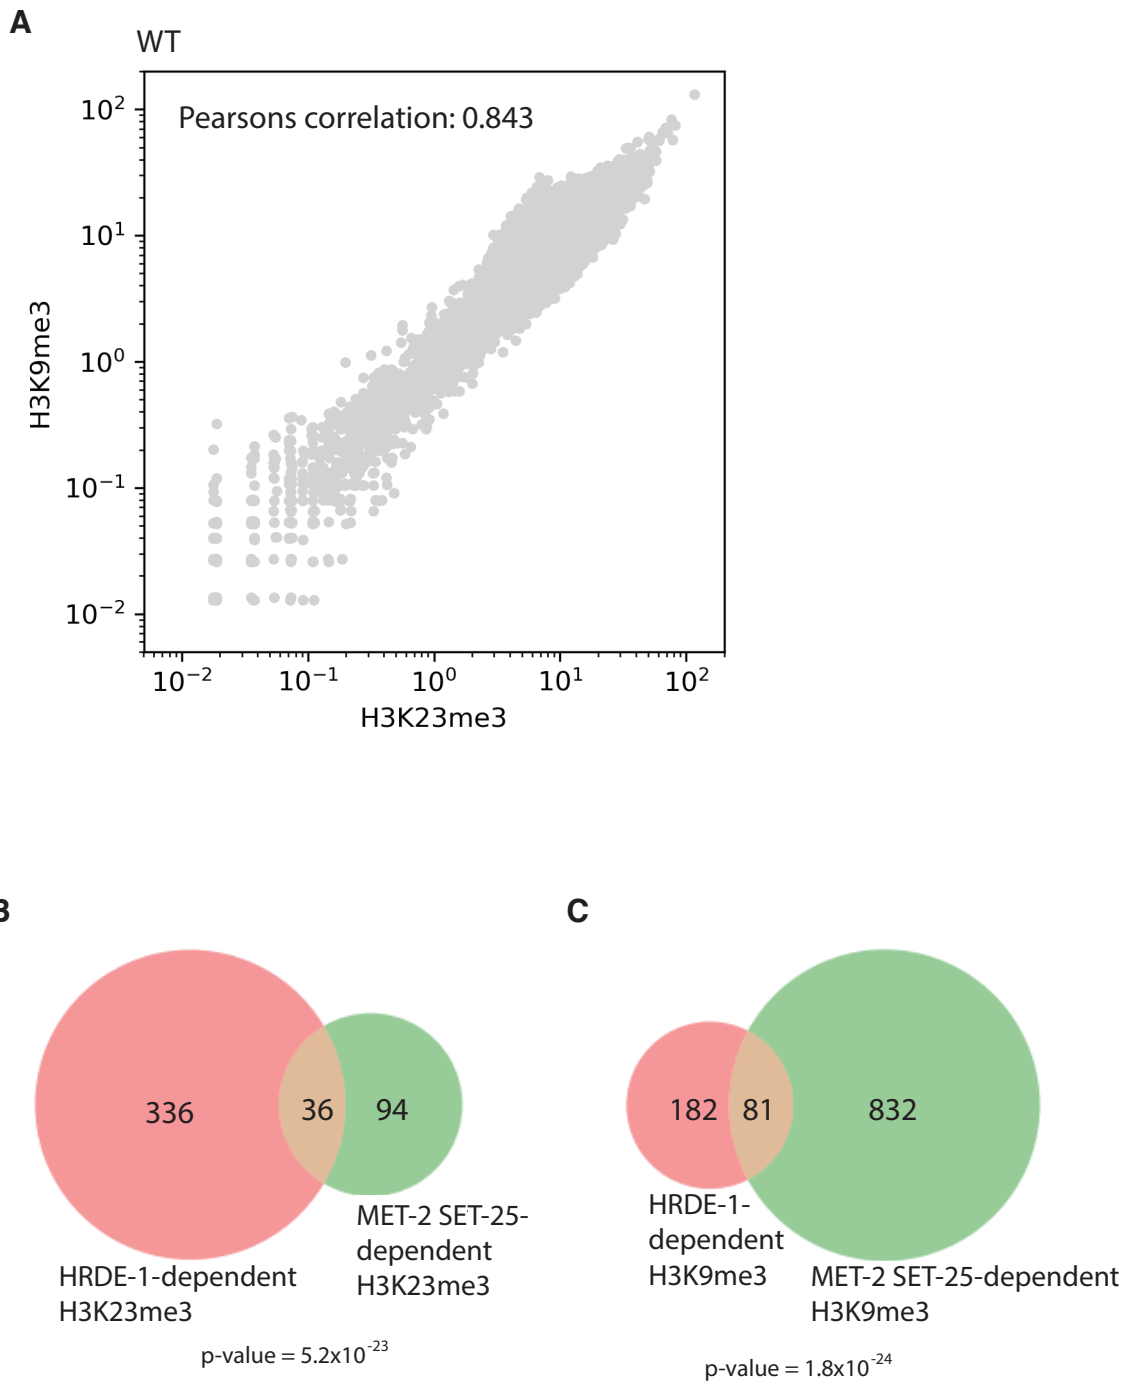 A
WT
Pearsons correlation: 0.843
10²
10¹
10⁰
10⁻¹
10⁻²
H3K9me3
10⁻² 10⁻¹ 10⁰ 10¹ 10²
H3K23me3
B
336 36 94
HRDE-1-dependent
H3K23me3
MET-2 SET-25-
dependent
H3K23me3
p-value = 5.2x10⁻²³
C
182 81 832
HRDE-1-
dependent
H3K9me3
MET-2 SET-25-dependent
H3K9me3
p-value = 1.8x10⁻²⁴